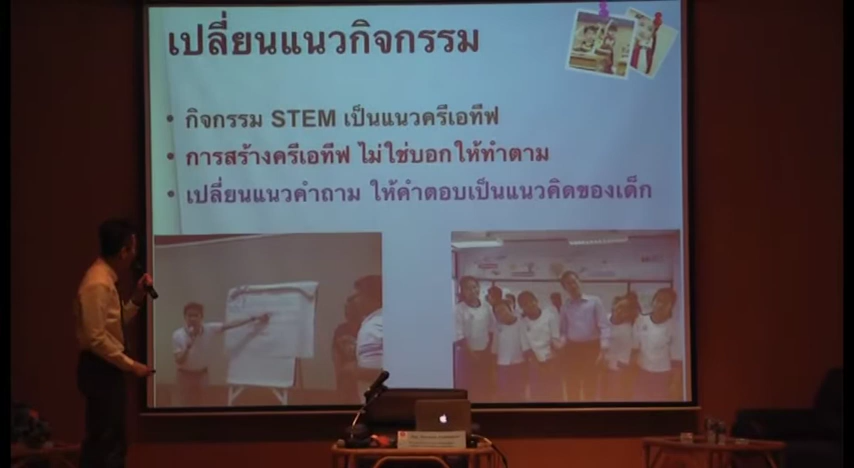 เปลี่ยนแนวกิจกรรม
• กิจกรรม STEM เป็นแนวครีเอทีฟ
• การสร้างครีเอทีฟ ไม่ใช่บอกให้ทำตาม
• เปลี่ยนแนวคำถาม ให้คำตอบเป็นแนวคิดของเด็ก